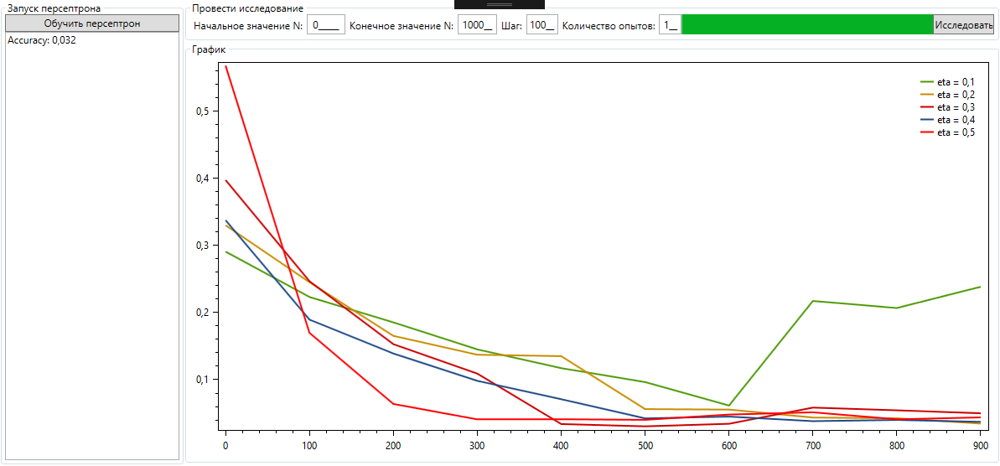 Запуск персептрона
Обучить персептрон
Accuracy: 0,032
Провести исследование
Начальное значение N: 0____ Конечное значение N: 1000__ Шаг: 100__ Количество опытов: 1__ Исследовать
График
eta = 0,1
eta = 0,2
eta = 0,3
eta = 0,4
eta = 0,5
0,5
0,4
0,3
0,2
0,1
0 100 200 300 400 500 600 700 800 900